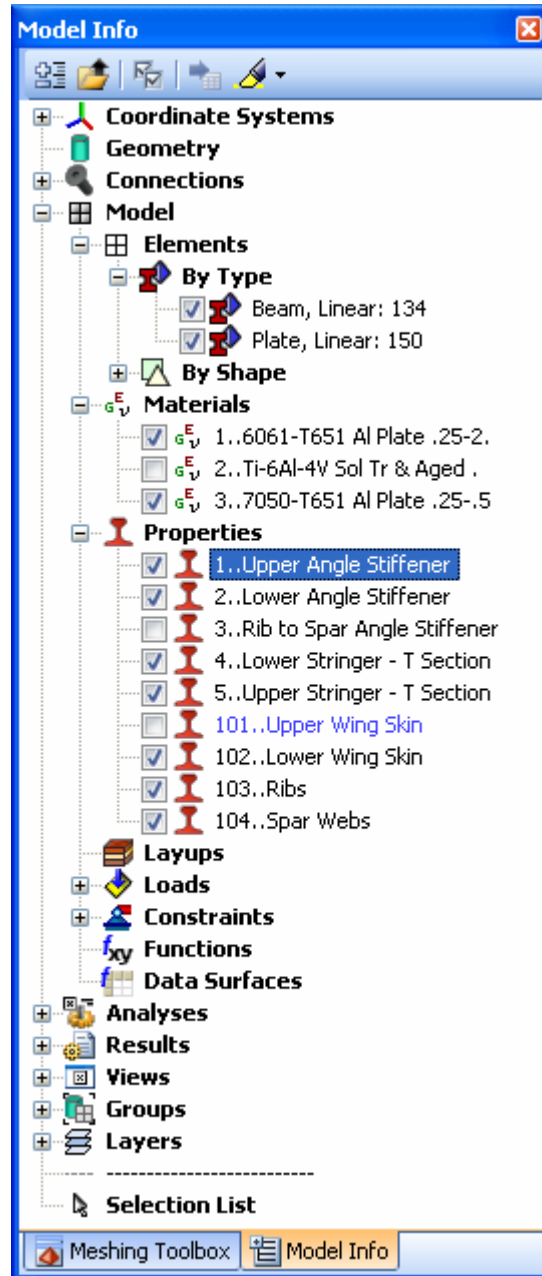 Model Info
Coordinate Systems
Geometry
Connections
Model
Elements
By Type
Beam, Linear: 134
Plate, Linear: 150
By Shape
Materials
1..6061-T651 Al Plate .25-2.
2..Ti-6Al-4V Sol Tr & Aged .
3..7050-T651 Al Plate .25-.5
Properties
1..Upper Angle Stiffener
2..Lower Angle Stiffener
3..Rib to Spar Angle Stiffener
4..Lower Stringer - T Section
5..Upper Stringer - T Section
101..Upper Wing Skin
102..Lower Wing Skin
103..Ribs
104..Spar Webs
Layups
Loads
Constraints
fxy Functions
Data Surfaces
Analyses
Results
Views
Groups
Layers
--------------------------
Selection List
Meshing Toolbox Model Info